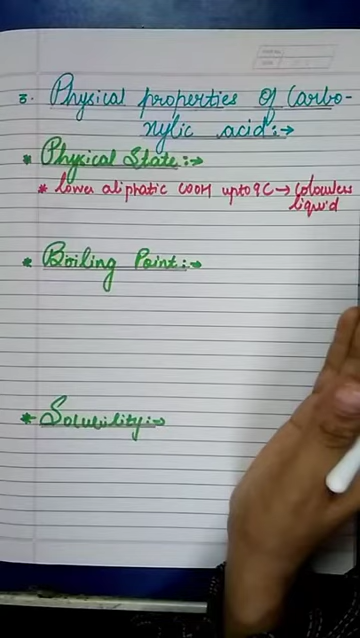 3. Physical properties of Carbo-
xylic acid:→
* Physical State:→
* lower aliphatic COOH upto 9C → colourless
liquid
* Boiling Point:→
* Solubility:→